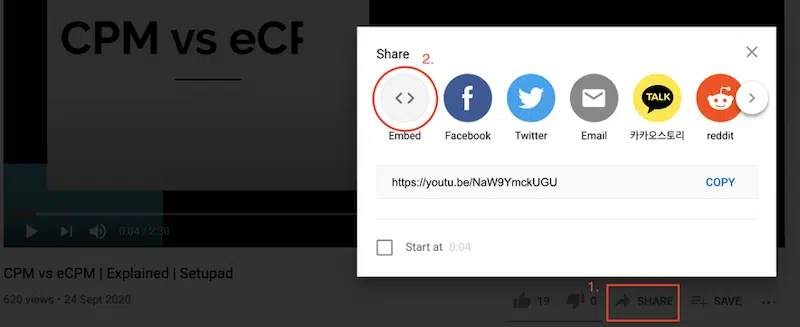 CPM vs eCP
Share
2.
Embed
Facebook
Twitter
Email
TALK
카카오스토리
reddit
https://youtu.be/NaW9YmckUGU
COPY
Start at 0:04
0:04 / 2:30
CPM vs eCPM | Explained | Setupad
620 views • 24 Sept 2020
1.
19
0
SHARE
SAVE